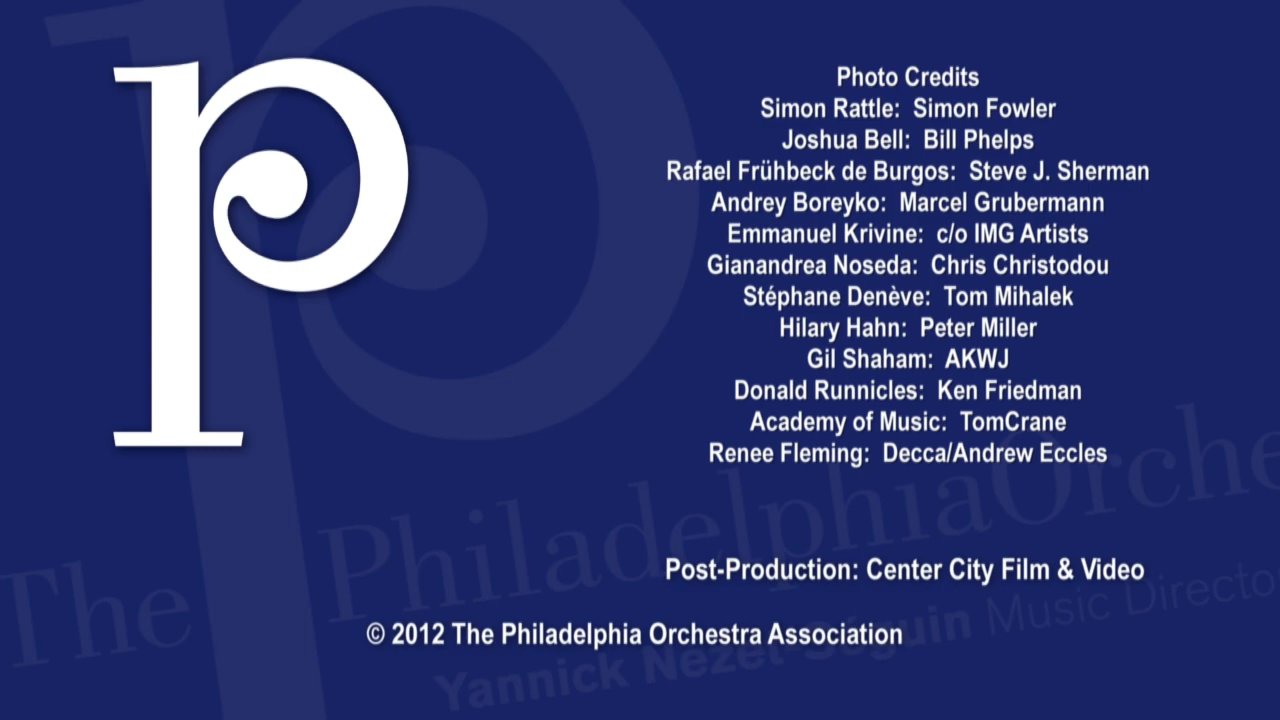 p
Photo Credits
Simon Rattle: Simon Fowler
Joshua Bell: Bill Phelps
Rafael Frühbeck de Burgos: Steve J. Sherman
Andrey Boreyko: Marcel Grubermann
Emmanuel Krivine: c/o IMG Artists
Gianandrea Noseda: Chris Christodou
Stéphane Denève: Tom Mihalek
Hilary Hahn: Peter Miller
Gil Shaham: AKWJ
Donald Runnicles: Ken Friedman
Academy of Music: TomCrane
Renee Fleming: Decca/Andrew Eccles
The PhiladelphiaOrche
Post-Production: Center City Film & Video
Yannick Nézet-Séguin Music Directo
© 2012 The Philadelphia Orchestra Association